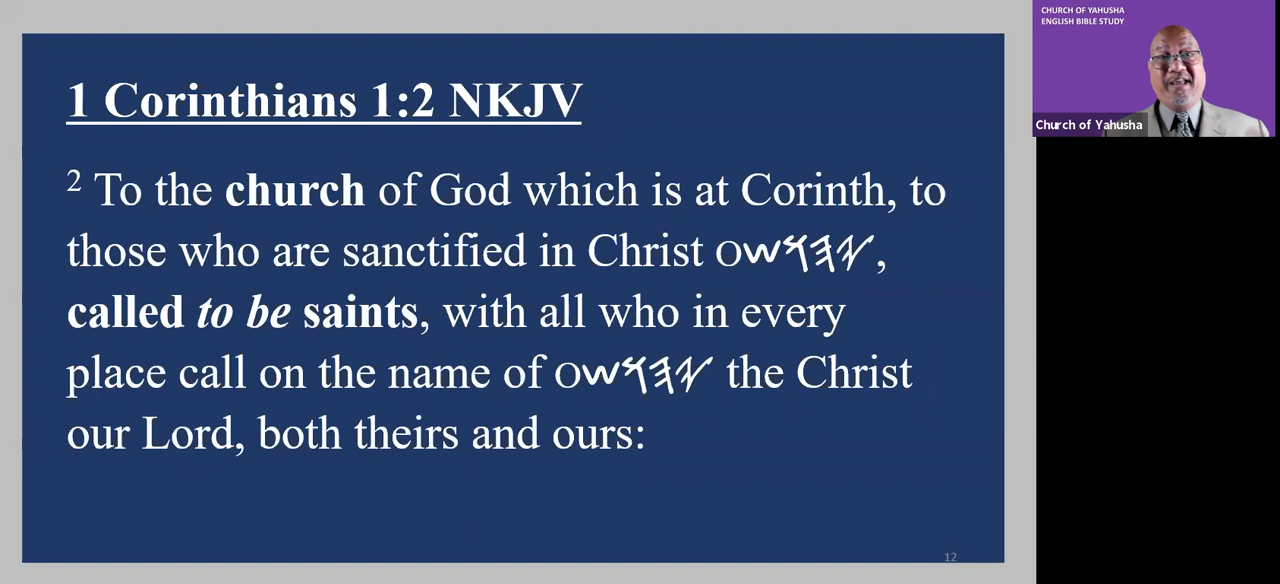 1 Corinthians 1:2 NKJV
2 To the church of God which is at Corinth, to
those who are sanctified in Christ 𐤉𐤄𐤅𐤔𐤏,
called to be saints, with all who in every
place call on the name of 𐤉𐤄𐤅𐤔𐤏 the Christ
our Lord, both theirs and ours:
12
CHURCH OF YAHUSHA
ENGLISH BIBLE STUDY
Church of Yahusha